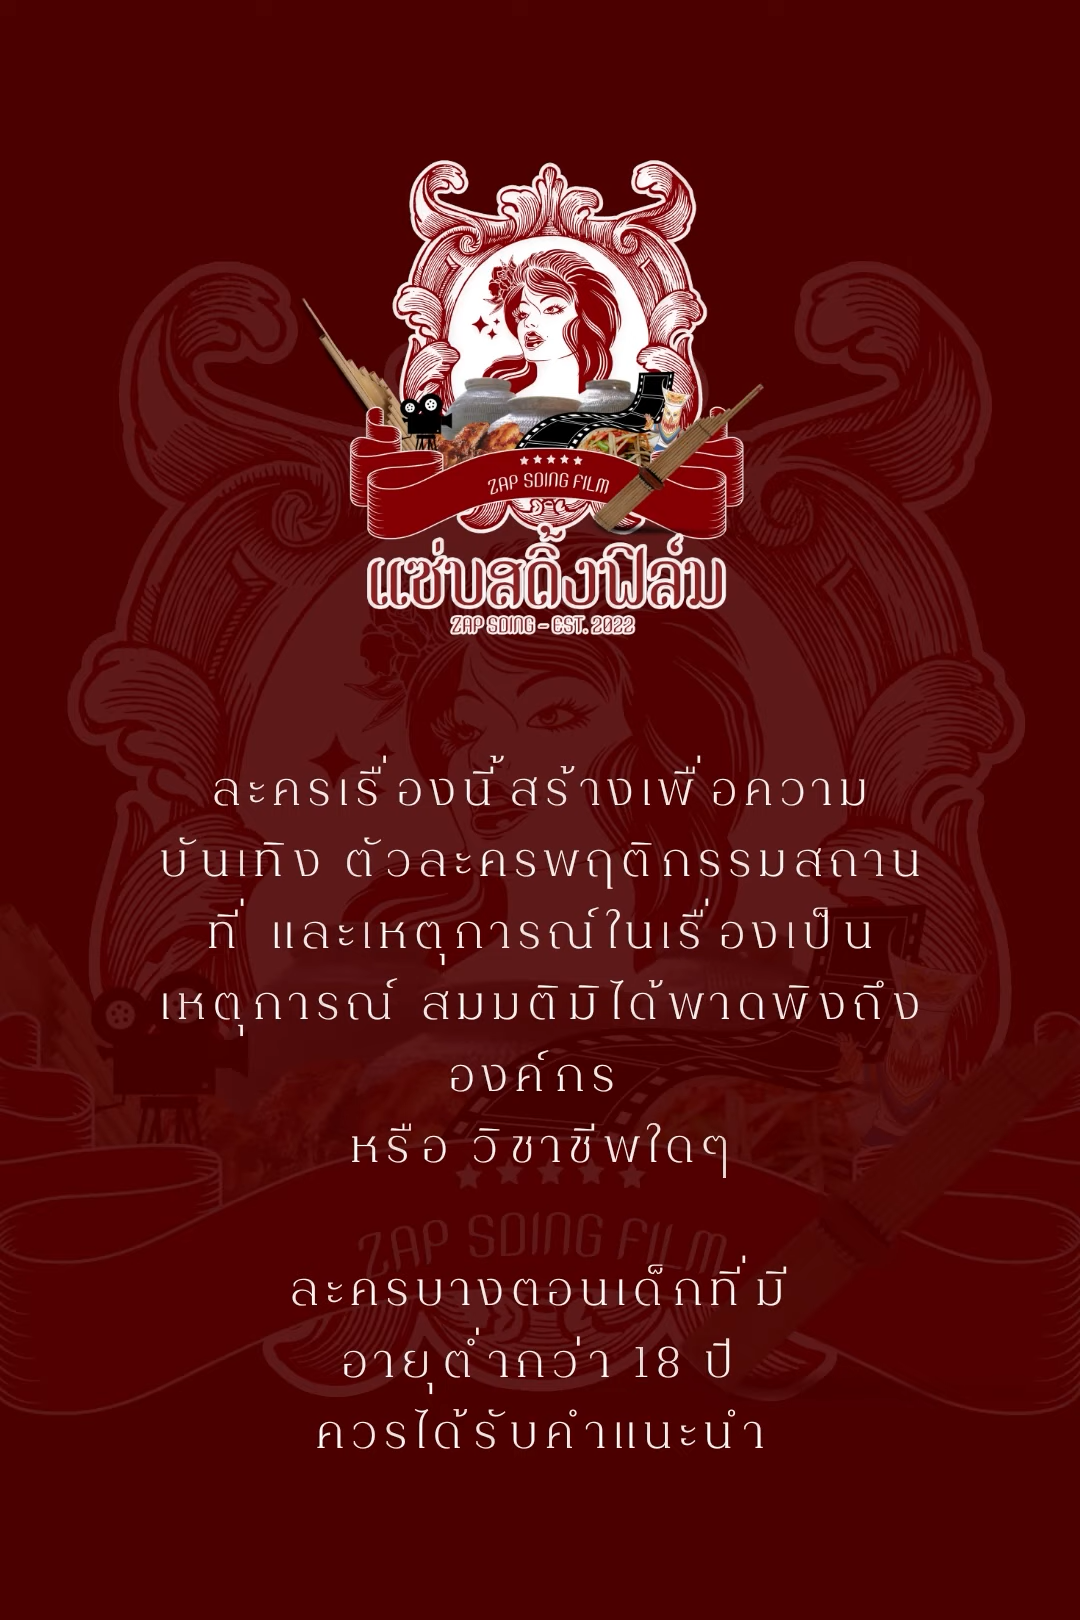 ZAP SDING FILM
แซ่บสดิ้งฟิล์ม
ZAP SDING - EST. 2022
ละครเรื่องนี้สร้างเพื่อความ
บันเทิง ตัวละครพฤติกรรมสถาน
ที่ และเหตุการณ์ในเรื่องเป็น
เหตุการณ์ สมมติมิได้พาดพิงถึง
องค์กร
หรือ วิชาชีพใดๆ
ZAP SDING FILM
ละครบางตอนเด็กที่มี
อายุต่ำกว่า 18 ปี
ควรได้รับคำแนะนำ